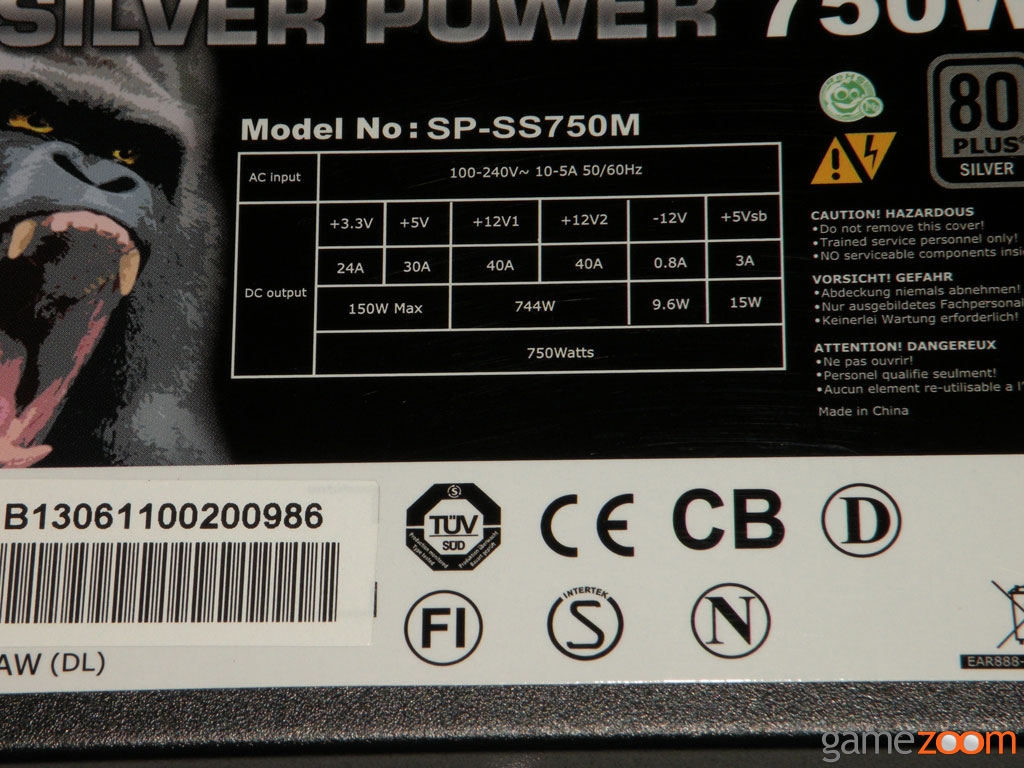 SILVER POWER 750W
Model No: SP-SS750M
AC input 100-240V~ 10-5A 50/60Hz
DC output
+3.3V +5V +12V1 +12V2 -12V +5Vsb
24A 30A 40A 40A 0.8A 3A
150W Max 744W 9.6W 15W
750Watts
RoHS
80
PLUS
SILVER
CAUTION! HAZARDOUS
•Do not remove this cover!
•Trained service personnel only!
•NO serviceable components insi
VORSICHT! GEFAHR
•Abdeckung niemals abnehmen!
•Nur ausgebildetes Fachpersonal
•Keinerlei Wartung erforderlich!
ATTENTION! DANGEREUX
•Ne pas ouvrir!
•Personel qualifie seulment!
•Aucun element re-utilisable a l'
Made in China
B13061100200986
AW (DL)
TÜV
SÜD
CE
CB
D
FI
INTERTEK
S
N
EAR888-
gamezoom